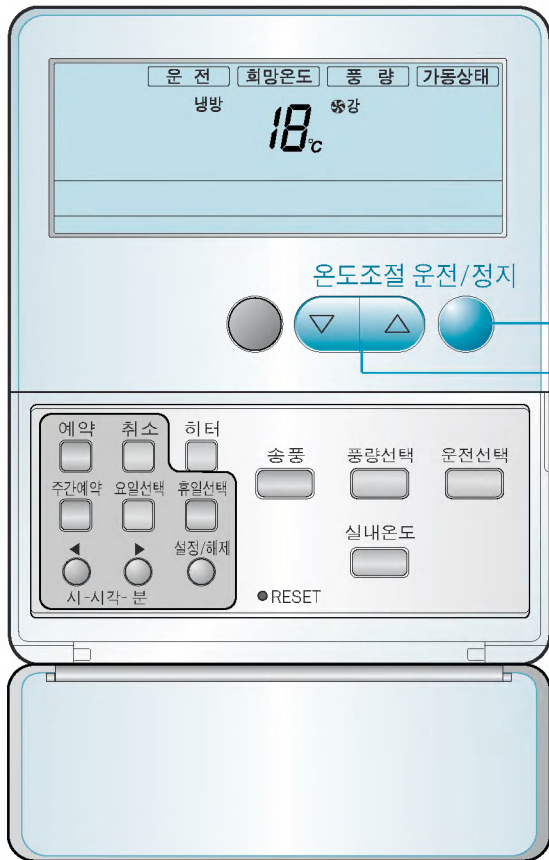 운 전 희망온도 풍 량 가동상태
냉방 18℃ 강
온도조절 운전/정지
▽ △
예약 취소 히터
송풍 풍량선택 운전선택
주간예약 요일선택 휴일선택
실내온도
◀ ▶ 설정/해제
시-시각-분
RESET